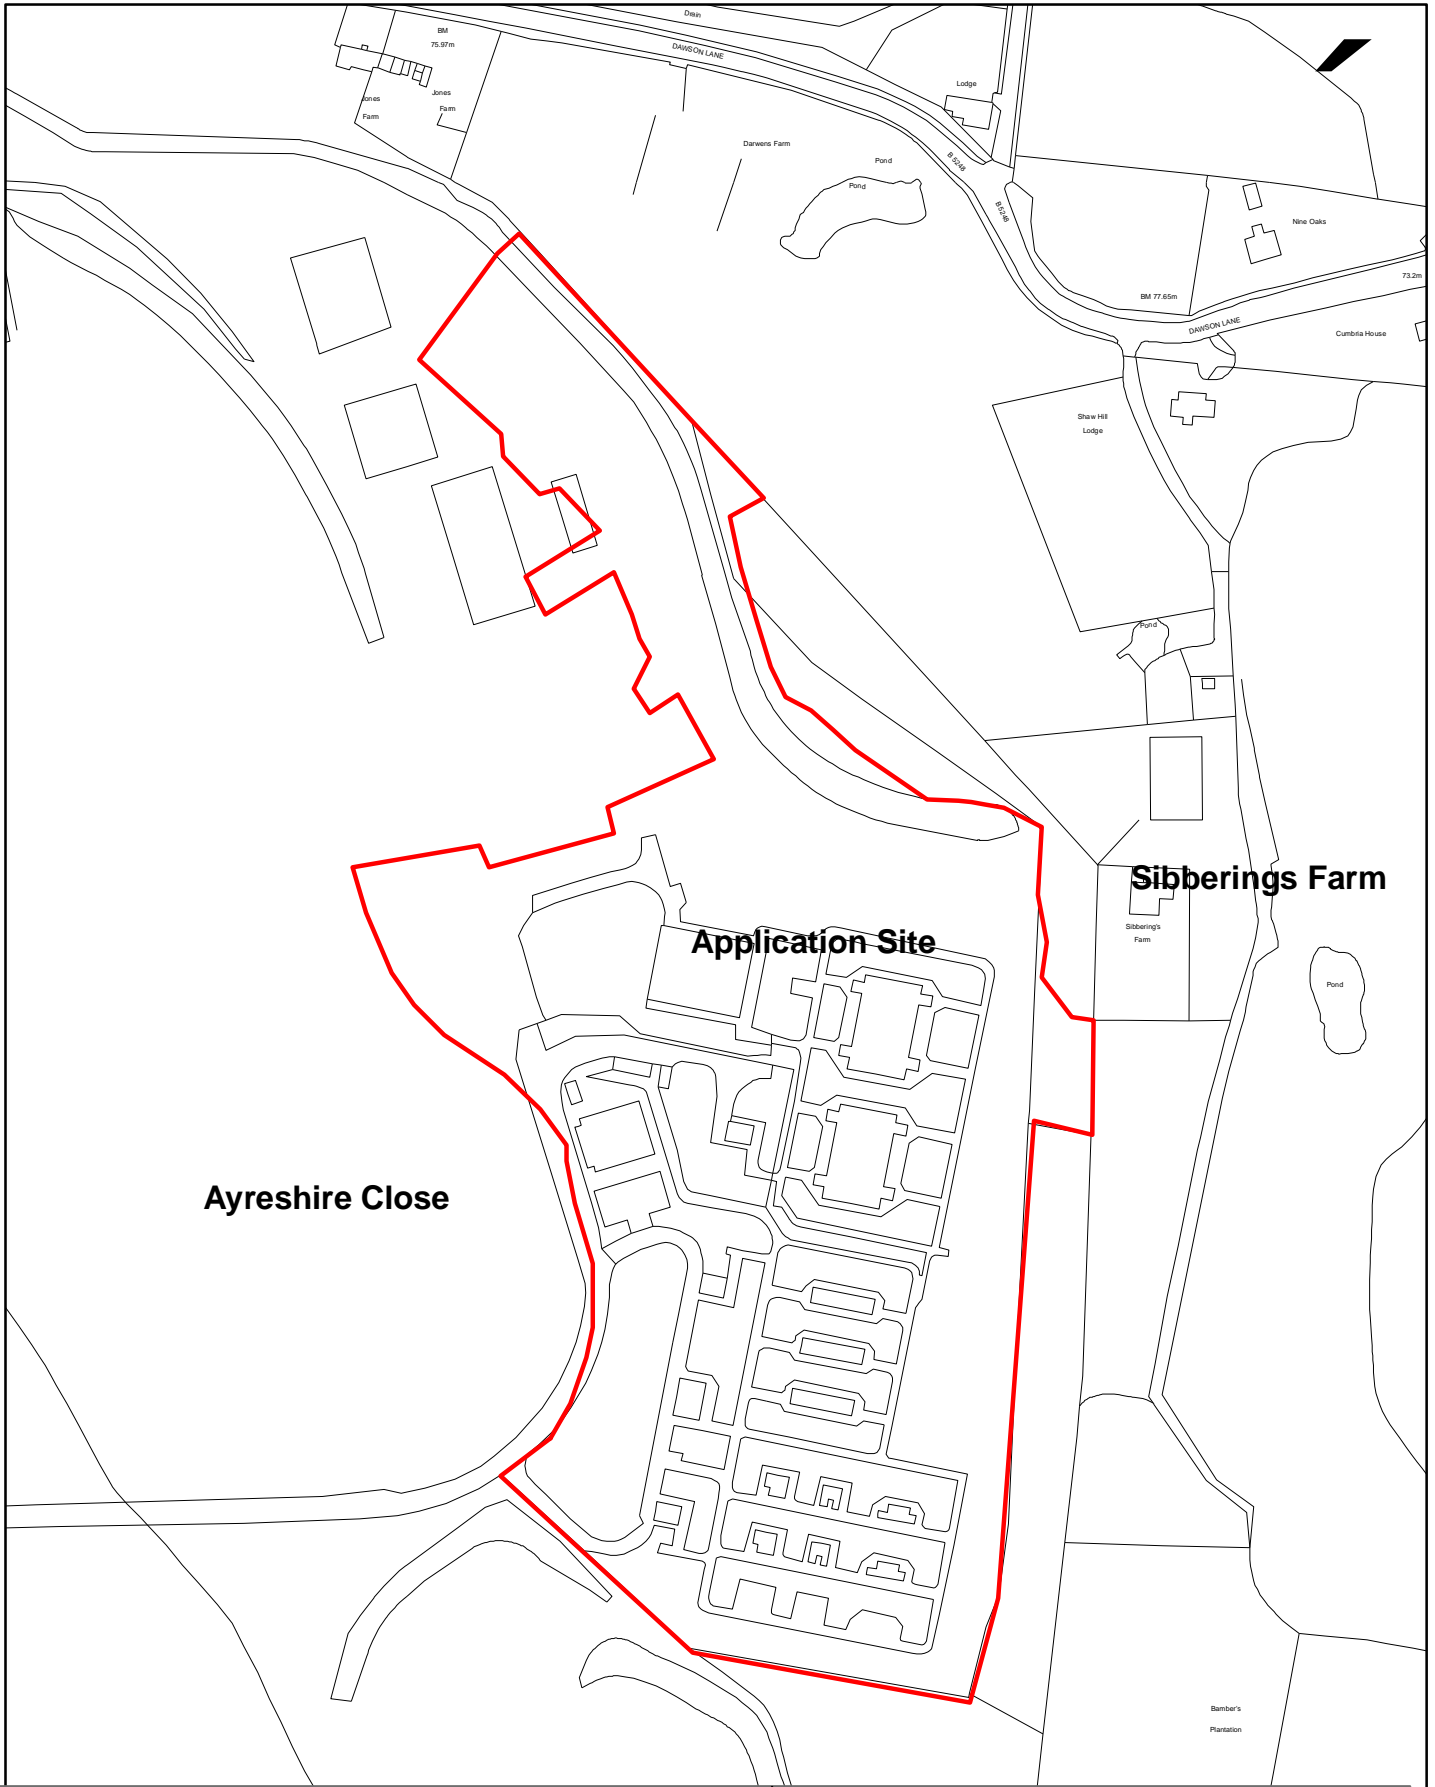 Drain
BM
75.97m
DAWSON LANE
Jones
Farm
Jones
Farm
Lodge
Darwens Farm
Pond
Pond
B 5248
B 5248
Nine Oaks
73.2m
BM 77.65m
DAWSON LANE
Cumbria House
Shaw Hill
Lodge
Pond
Sibberings Farm
Sibbering's
Farm
Application Site
Pond
Ayreshire Close
Bamber's
Plantation